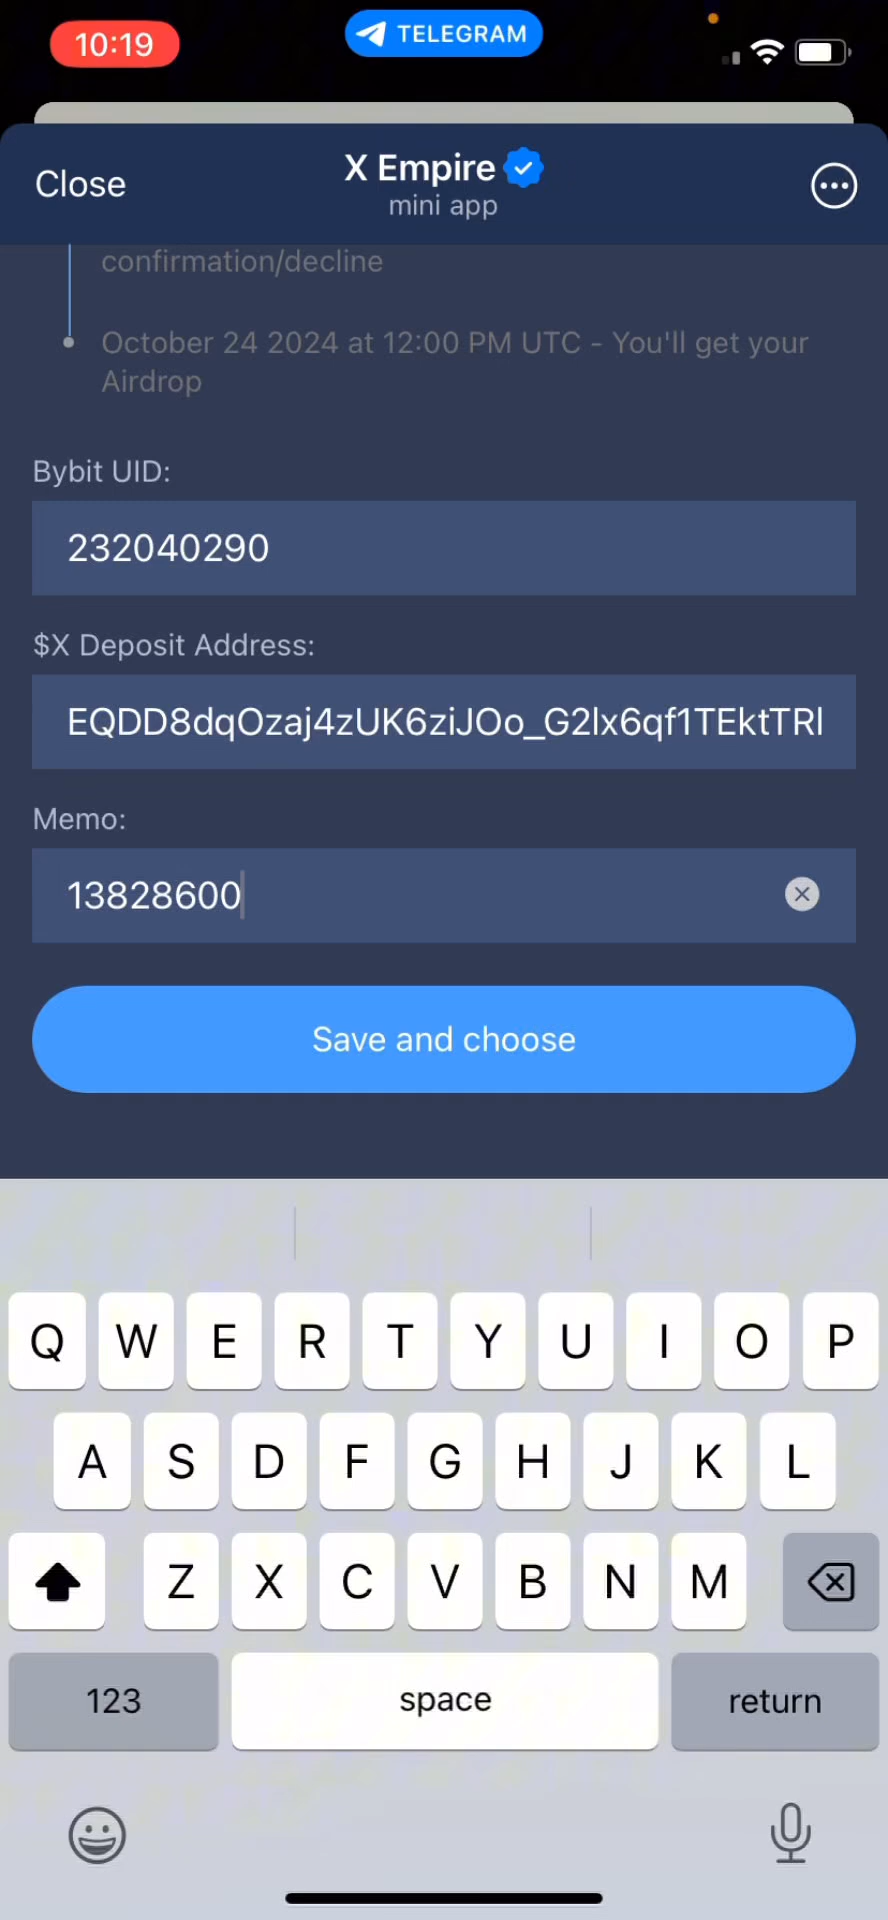 10:19
TELEGRAM
Close
X Empire
mini app
confirmation/decline
October 24 2024 at 12:00 PM UTC - You'll get your
Airdrop
Bybit UID:
232040290
$X Deposit Address:
EQDD8dqOzaj4zUK6ziJOo_G2lx6qf1TEktTRl
Memo:
13828600
Save and choose
Q W E R T Y U I O P
A S D F G H J K L
Z X C V B N M
123 space return